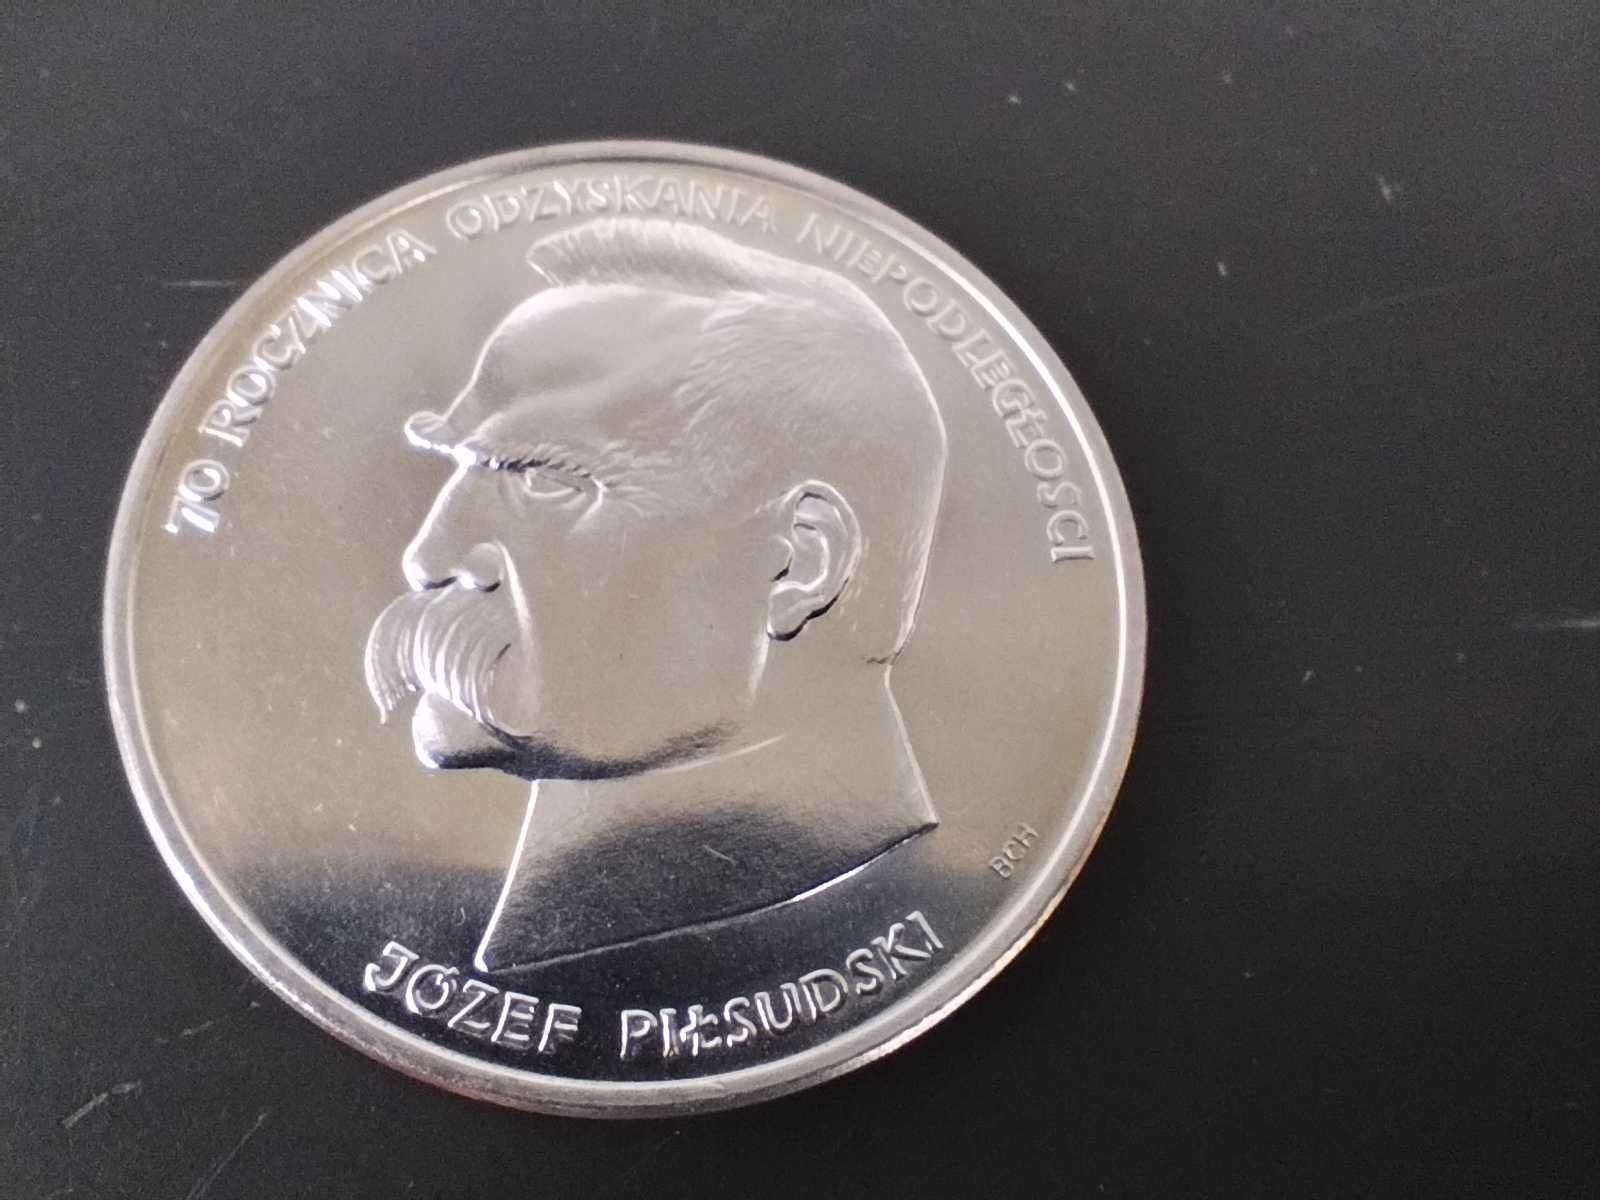 70 ROCZNICA ODZYSKANIA NIEPODLEGŁOŚCI
BCH
JÓZEF PIŁSUDSKI